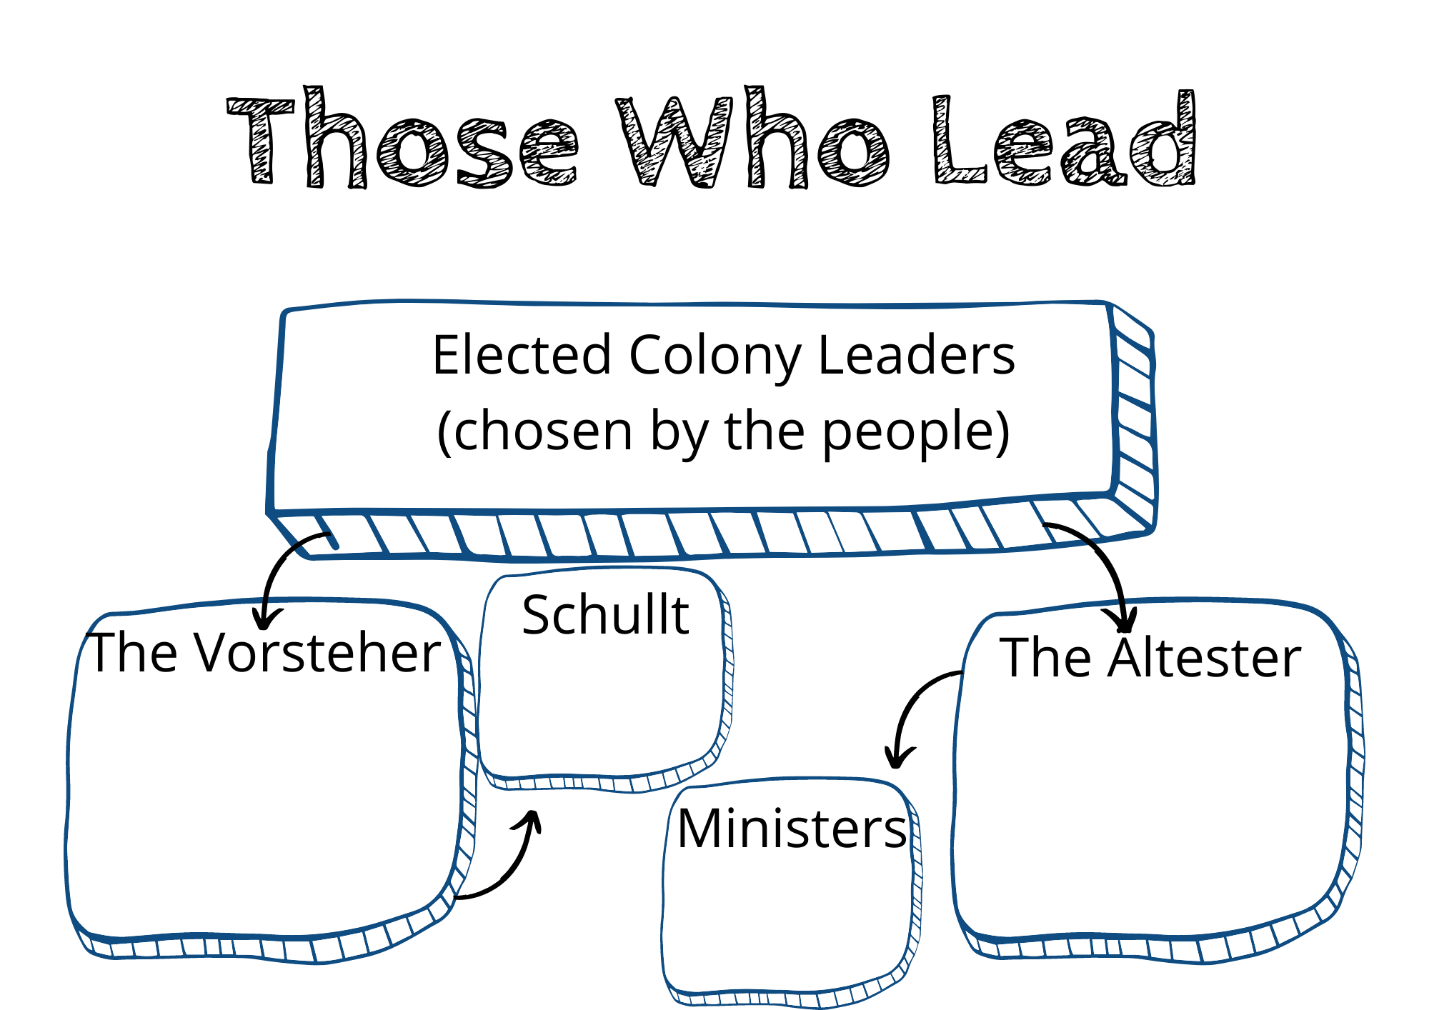 Those Who Lead
Elected Colony Leaders
(chosen by the people)
The Vorsteher
Schullt
The Altester
Ministers